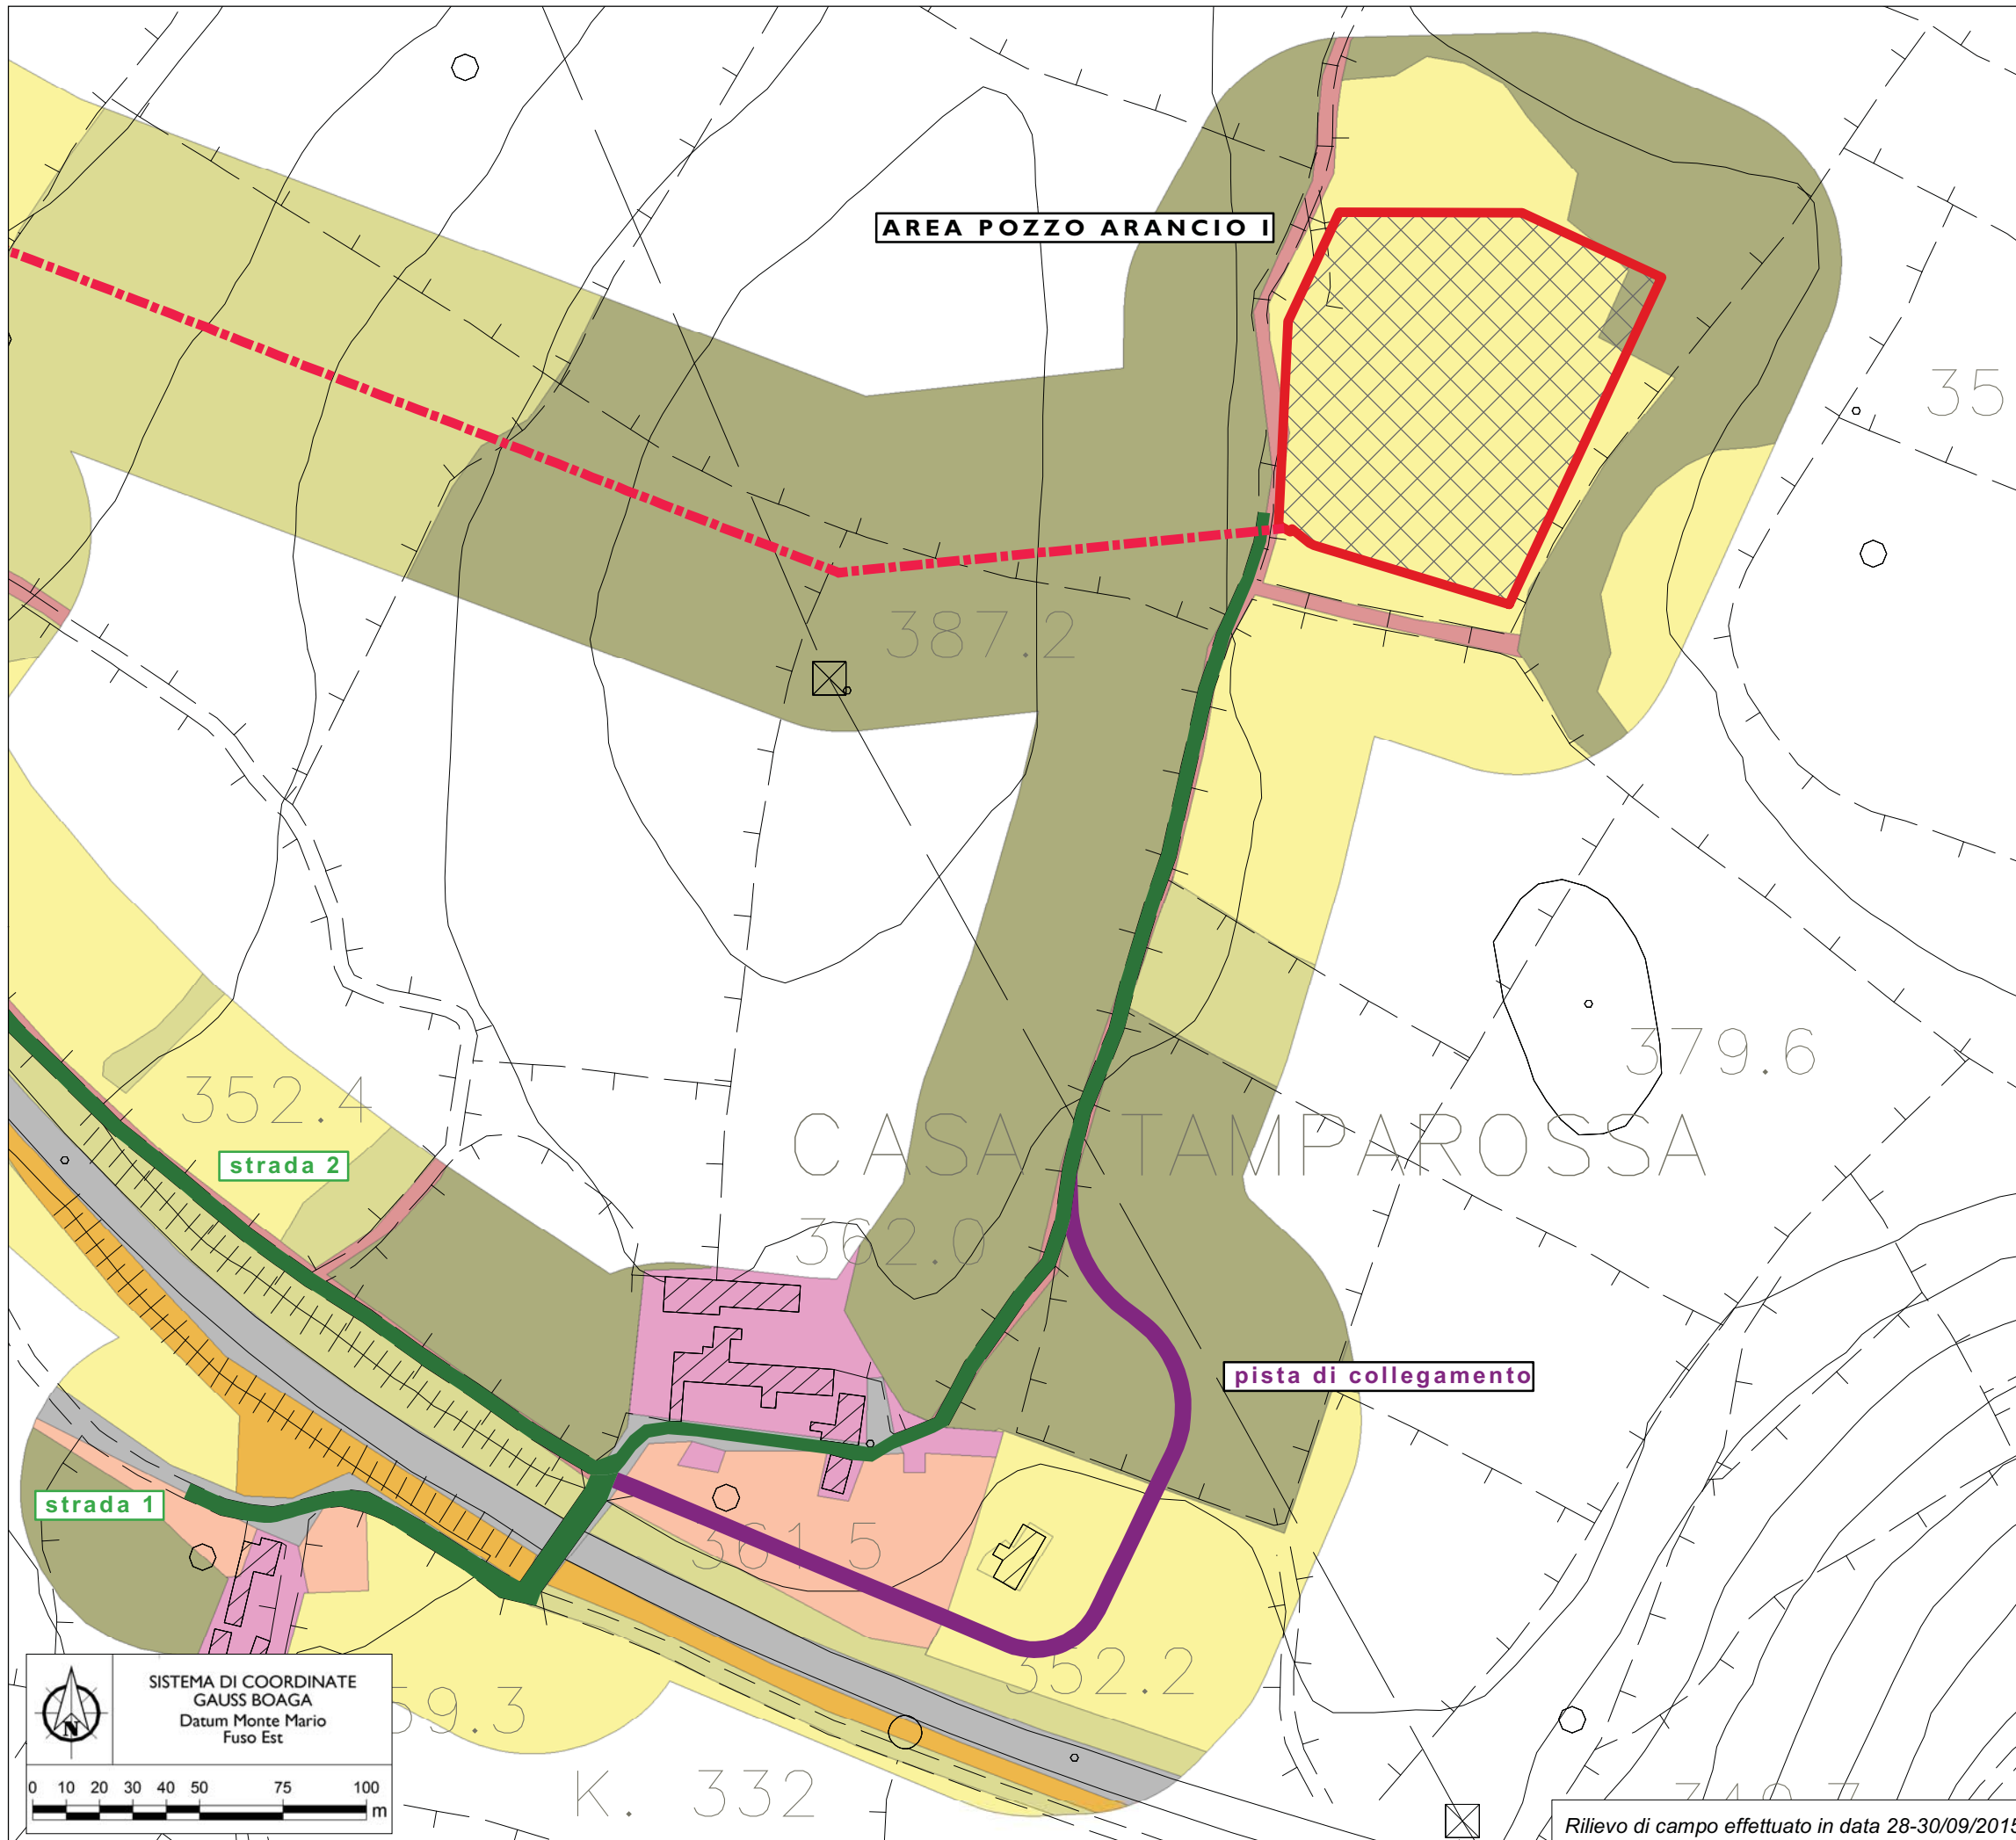 AREA POZZO ARANCIO I
35
387.2
379.6
352.4
CASA TAMPAROSSA
strada 2
362.0
pista di collegamento
strada 1
361.5
352.2
59.3
K. 332
SISTEMA DI COORDINATE
GAUSS BOAGA
Datum Monte Mario
Fuso Est
N
0 10 20 30 40 50 75 100
m
Rilievo di campo effettuato in data 28-30/09/2015